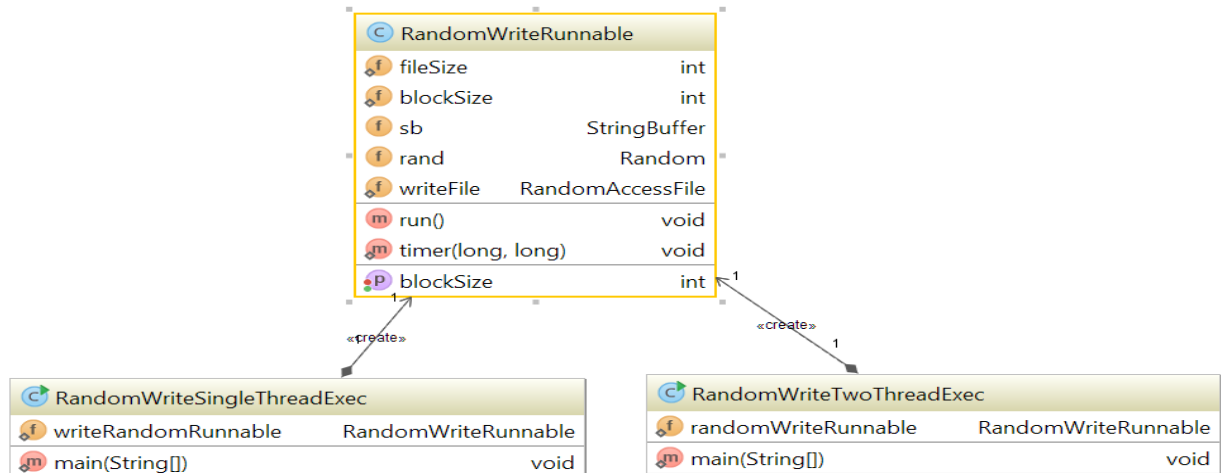 C RandomWriteRunnable
f fileSize int
f blockSize int
f sb StringBuffer
f rand Random
f writeFile RandomAccessFile
m run() void
m timer(long, long) void
P blockSize int
1
1
«create»
1
«create»
1
C RandomWriteSingleThreadExec
f writeRandomRunnable RandomWriteRunnable
m main(String[]) void
C RandomWriteTwoThreadExec
f randomWriteRunnable RandomWriteRunnable
m main(String[]) void